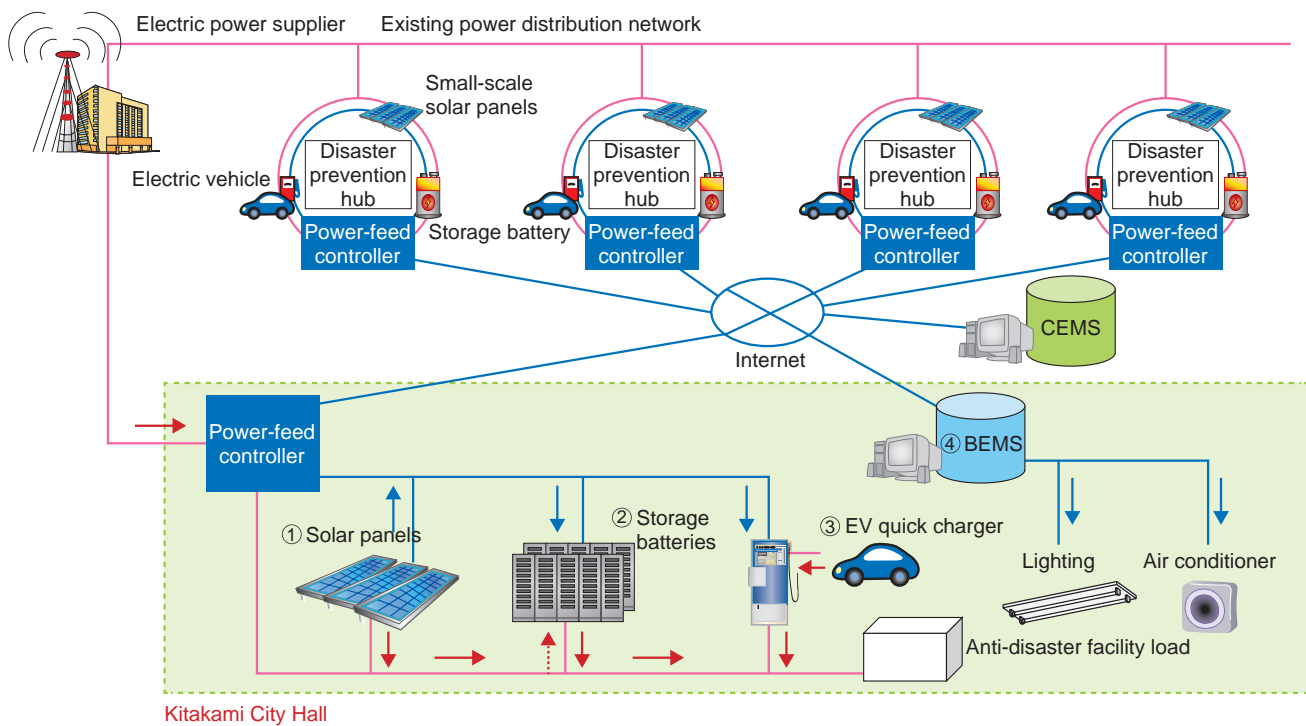 Electric power supplier
Existing power distribution network
Small-scale
solar panels
Disaster
prevention
hub
Disaster
prevention
hub
Disaster
prevention
hub
Disaster
prevention
hub
Electric vehicle
Storage battery
Power-feed
controller
Power-feed
controller
Power-feed
controller
Power-feed
controller
CEMS
Internet
Power-feed
controller
④ BEMS
① Solar panels
② Storage
batteries
③ EV quick charger
Lighting
Air conditioner
Anti-disaster facility load
Kitakami City Hall